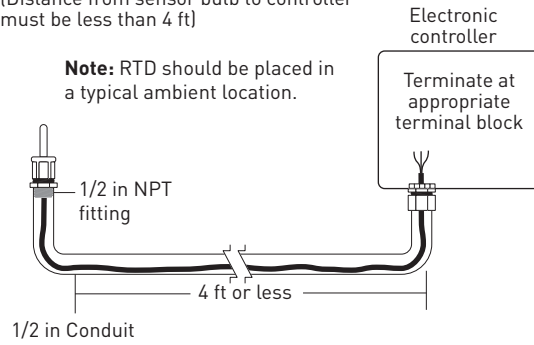 (Distance from sensor bulb to controller
must be less than 4 ft)
Note: RTD should be placed in
a typical ambient location.
Electronic
controller
Terminate at
appropriate
terminal block
1/2 in NPT
fitting
4 ft or less
1/2 in Conduit